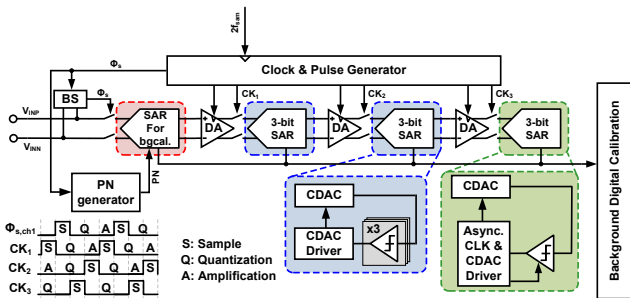 2fsam
Φs
Clock & Pulse Generator
BS
Φs
CK1
CK2
CK3
VINP
VINN
SAR For bgcal.
DA
3-bit SAR
DA
3-bit SAR
DA
3-bit SAR
PN
PN generator
Background Digital Calibration
CDAC
CDAC Driver
x3
CDAC
Async. CLK & CDAC Driver
Φs,ch1 S Q A S Q
CK1 S Q A S Q A
CK2 A Q S Q A S
CK3 Q S Q S
S: Sample
Q: Quantization
A: Amplification